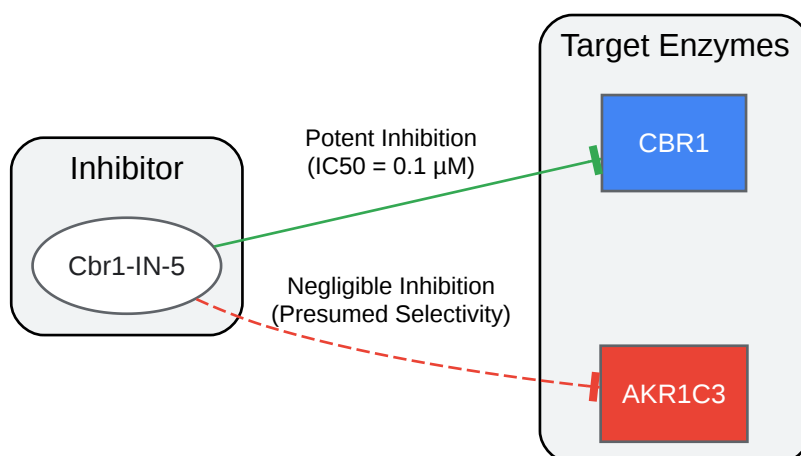 Target Enzymes
Potent Inhibition
(IC50 = 0.1 µM)
CBR1
Inhibitor
Cbr1-IN-5
Negligible Inhibition
(Presumed Selectivity)
AKR1C3